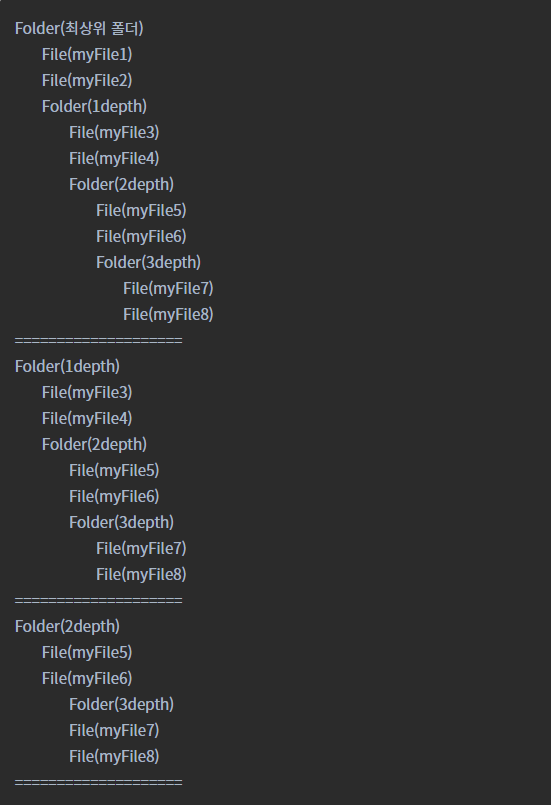 Folder(최상위 폴더)
File(myFile1)
File(myFile2)
Folder(1depth)
File(myFile3)
File(myFile4)
Folder(2depth)
File(myFile5)
File(myFile6)
Folder(3depth)
File(myFile7)
File(myFile8)
====================
Folder(1depth)
File(myFile3)
File(myFile4)
Folder(2depth)
File(myFile5)
File(myFile6)
Folder(3depth)
File(myFile7)
File(myFile8)
====================
Folder(2depth)
File(myFile5)
File(myFile6)
Folder(3depth)
File(myFile7)
File(myFile8)
====================